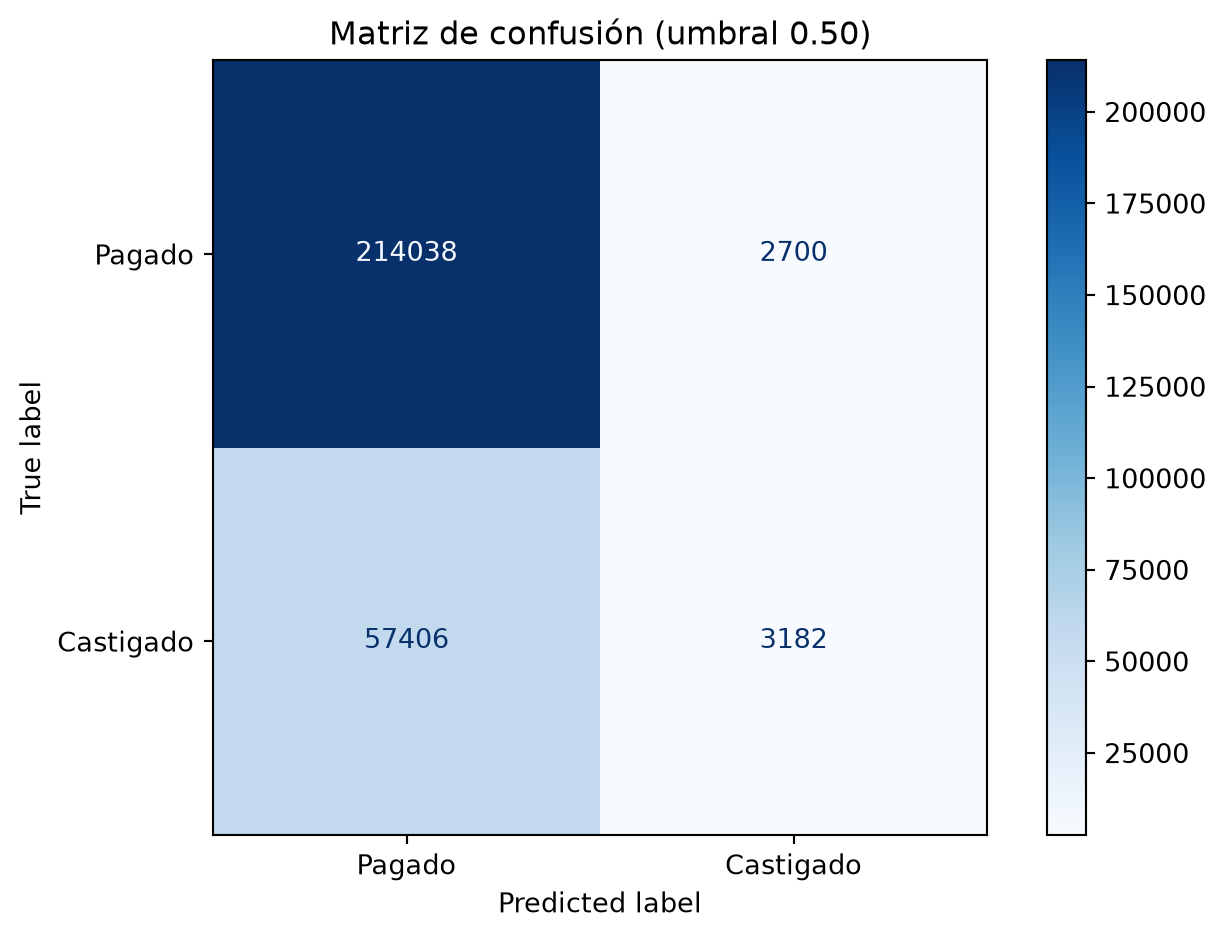 Matriz de confusión (umbral 0.50)
True label
Pagado
214038
2700
Castigado
57406
3182
Pagado
Castigado
Predicted label
200000
175000
150000
125000
100000
75000
50000
25000